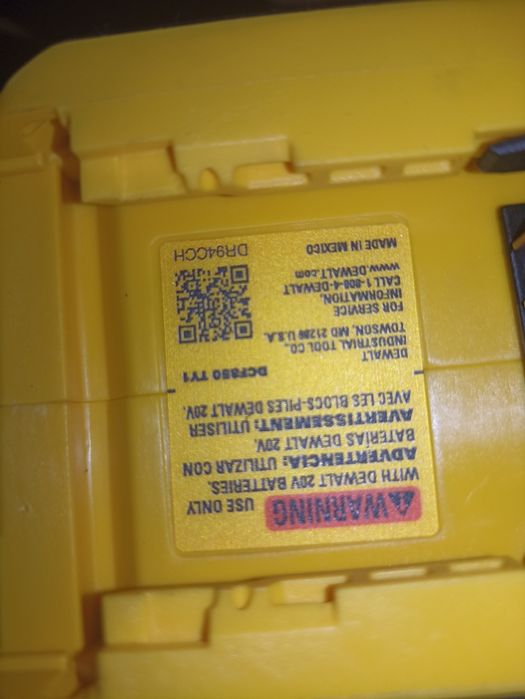 ⚠WARNING USE ONLY
WITH DEWALT 20V BATTERIES.
ADVERTENCIA: UTILIZAR CON
BATERÍAS DEWALT 20V.
AVERTISSEMENT: UTILISER
AVEC LES BLOCS-PILES DEWALT 20V.
DCF850 TY1
DEWALT
INDUSTRIAL TOOL CO.,
TOWSON, MD 21286 U.S.A.
FOR SERVICE
INFORMATION,
CALL 1-800-4-DEWALT
www.DEWALT.com
MADE IN MEXICO
DR94CCH